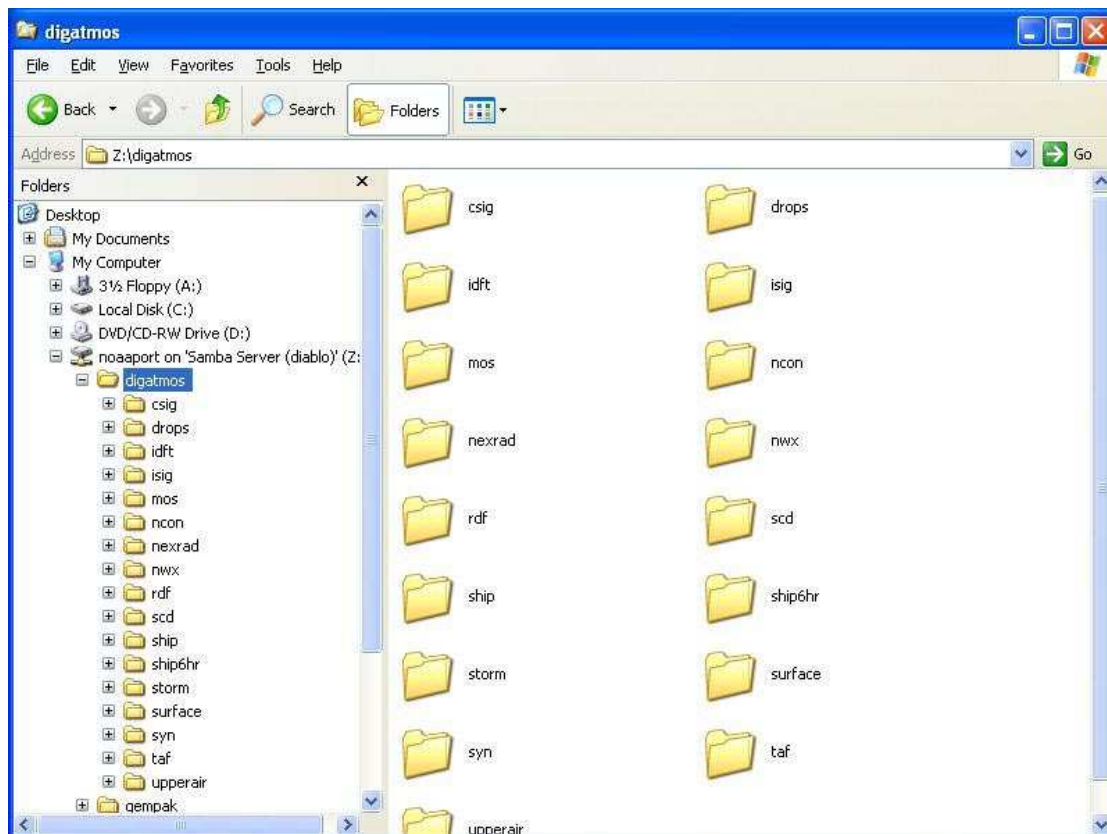 digatmos
File Edit View Favorites Tools Help
Back Search Folders
Address Z:\digatmos Go
Folders X
Desktop
My Documents
My Computer
3½ Floppy (A:)
Local Disk (C:)
DVD/CD-RW Drive (D:)
noaaport on 'Samba Server (diablo)' (Z:
digatmos
csig
drops
idft
isig
mos
ncon
nexrad
nwx
rdf
scd
ship
ship6hr
storm
surface
syn
taf
upperair
gempak
csig drops
idft isig
mos ncon
nexrad nwx
rdf scd
ship ship6hr
storm surface
syn taf
upperair